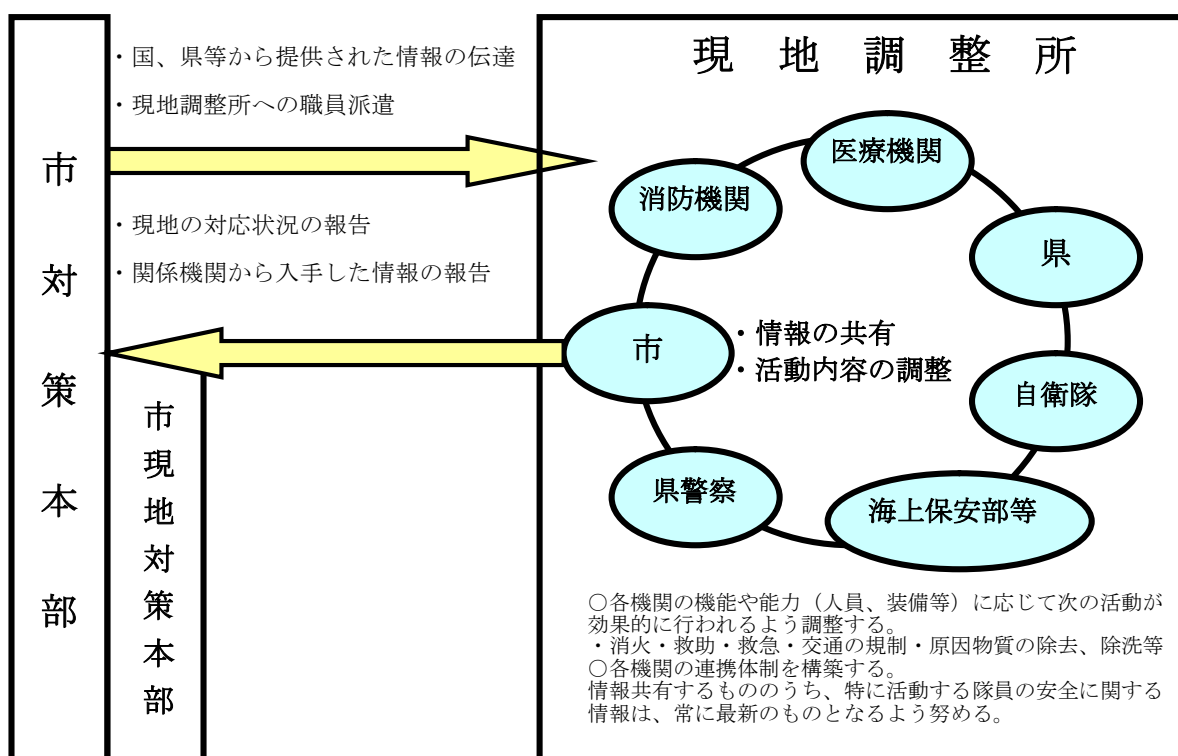 市対策本部
・国、県等から提供された情報の伝達
・現地調整所への職員派遣
・現地の対応状況の報告
・関係機関から入手した情報の報告
市現地対策本部
現地調整所
医療機関
消防機関
県
市
・情報の共有
・活動内容の調整
自衛隊
県警察
海上保安部等
○各機関の機能や能力（人員、装備等）に応じて次の活動が
効果的に行われるよう調整する。
・消火・救助・救急・交通の規制・原因物質の除去、除洗等
○各機関の連携体制を構築する。
情報共有するもののうち、特に活動する隊員の安全に関する
情報は、常に最新のものとなるよう努める。